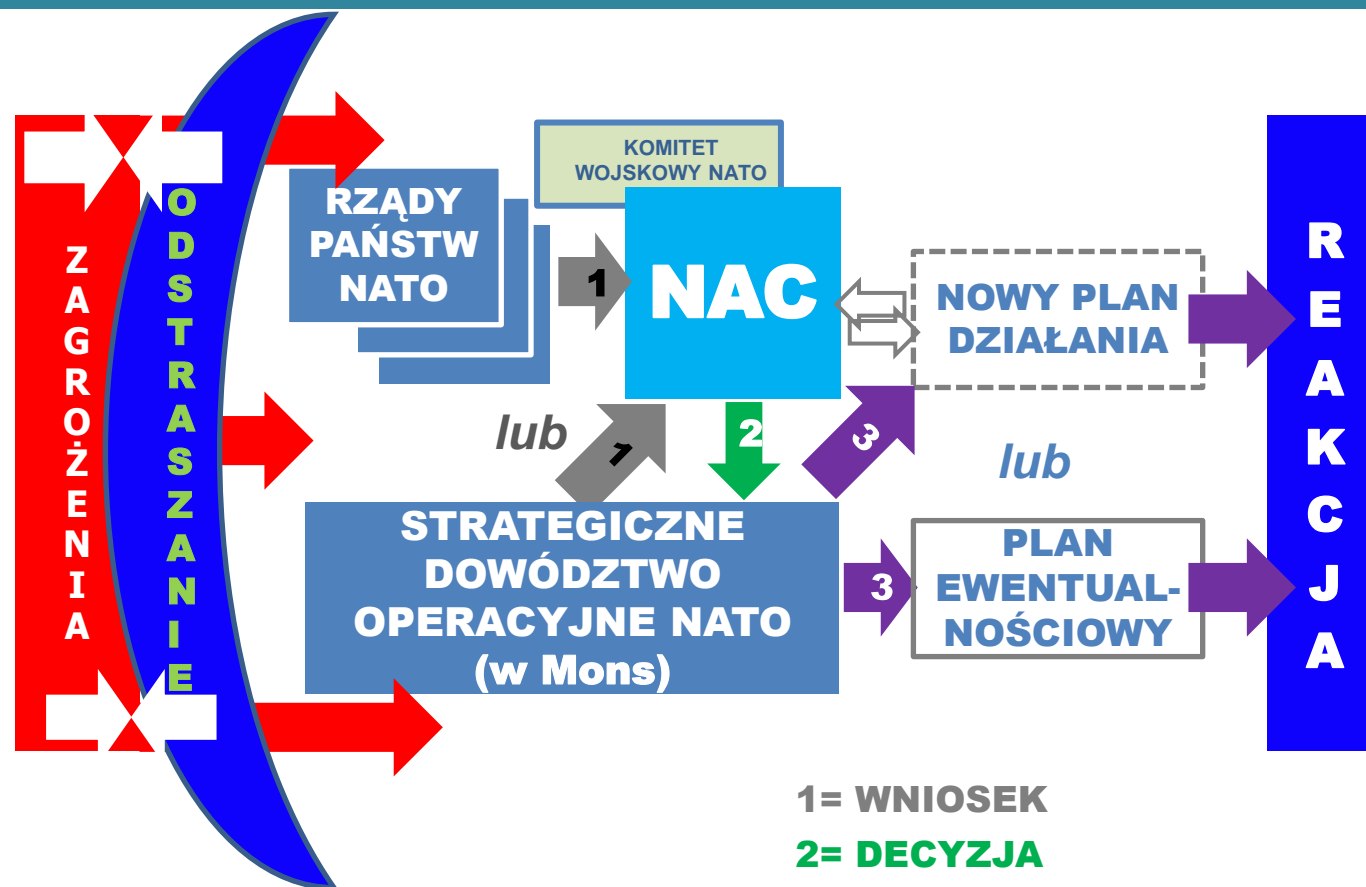 ZAGROŻENIA
ODSTRASZANIE
RZĄDY
PAŃSTW
NATO
KOMITET
WOJSKOWY NATO
1
NAC
NOWY PLAN
DZIAŁANIA
lub
1
2
3
lub
STRATEGICZNE
DOWÓDZTWO
OPERACYJNE NATO
(w Mons)
3
PLAN
EWENTUAL-
NOŚCIOWY
REAKCJA
1= WNIOSEK
2= DECYZJA